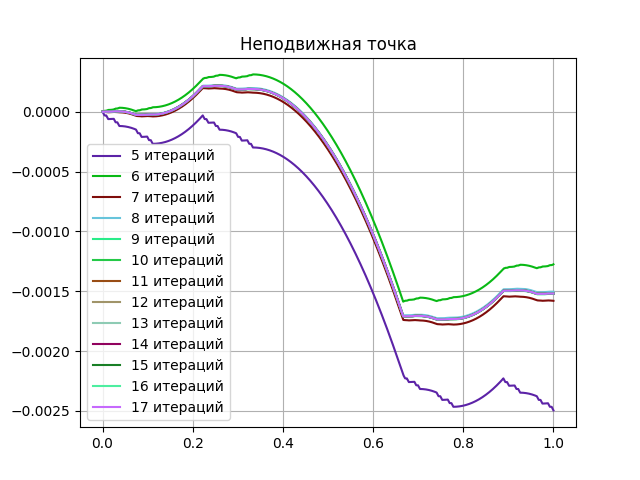 Неподвижная точка
0.0000
−0.0005
−0.0010
−0.0015
−0.0020
−0.0025
5 итераций
6 итераций
7 итераций
8 итераций
9 итераций
10 итераций
11 итераций
12 итераций
13 итераций
14 итераций
15 итераций
16 итераций
17 итераций
0.0 0.2 0.4 0.6 0.8 1.0